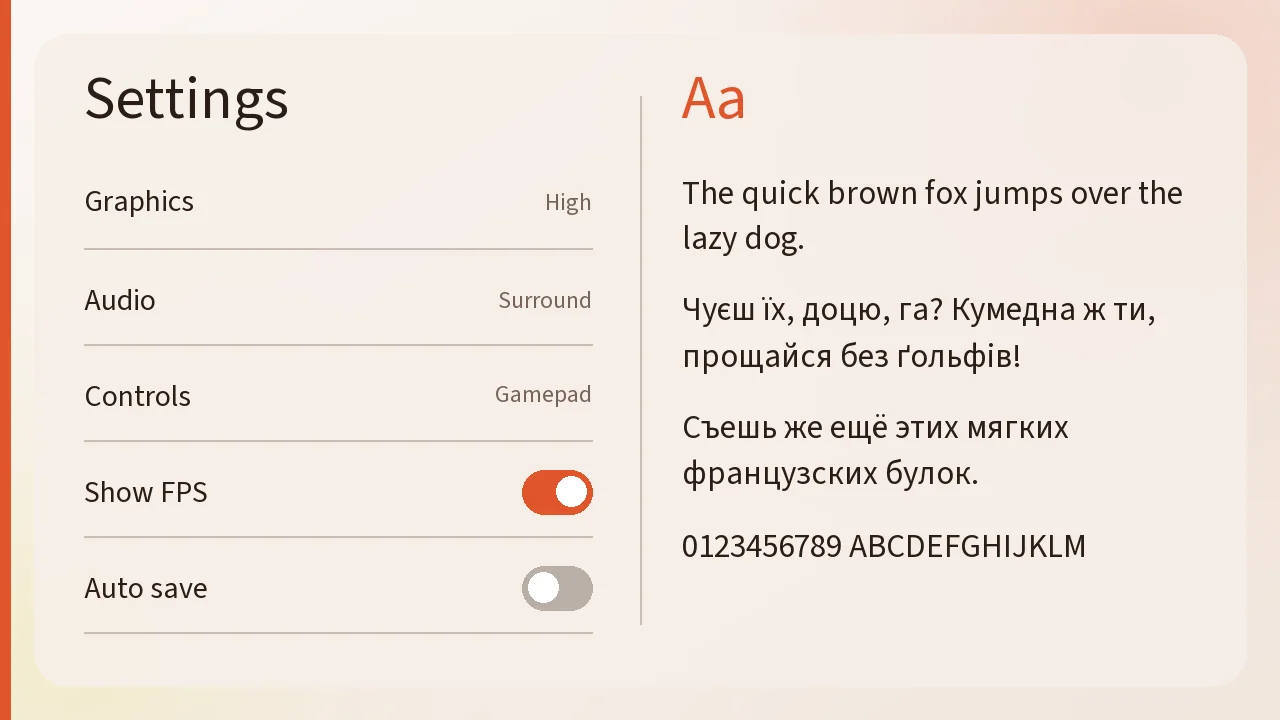 Settings
Graphics
High
Audio
Surround
Controls
Gamepad
Show FPS
Auto save
Aa
The quick brown fox jumps over the
lazy dog.
Чуєш їх, доцю, га? Кумедна ж ти,
прощайся без ґольфів!
Съешь же ещё этих мягких
французских булок.
0123456789 ABCDEFGHIJKLM